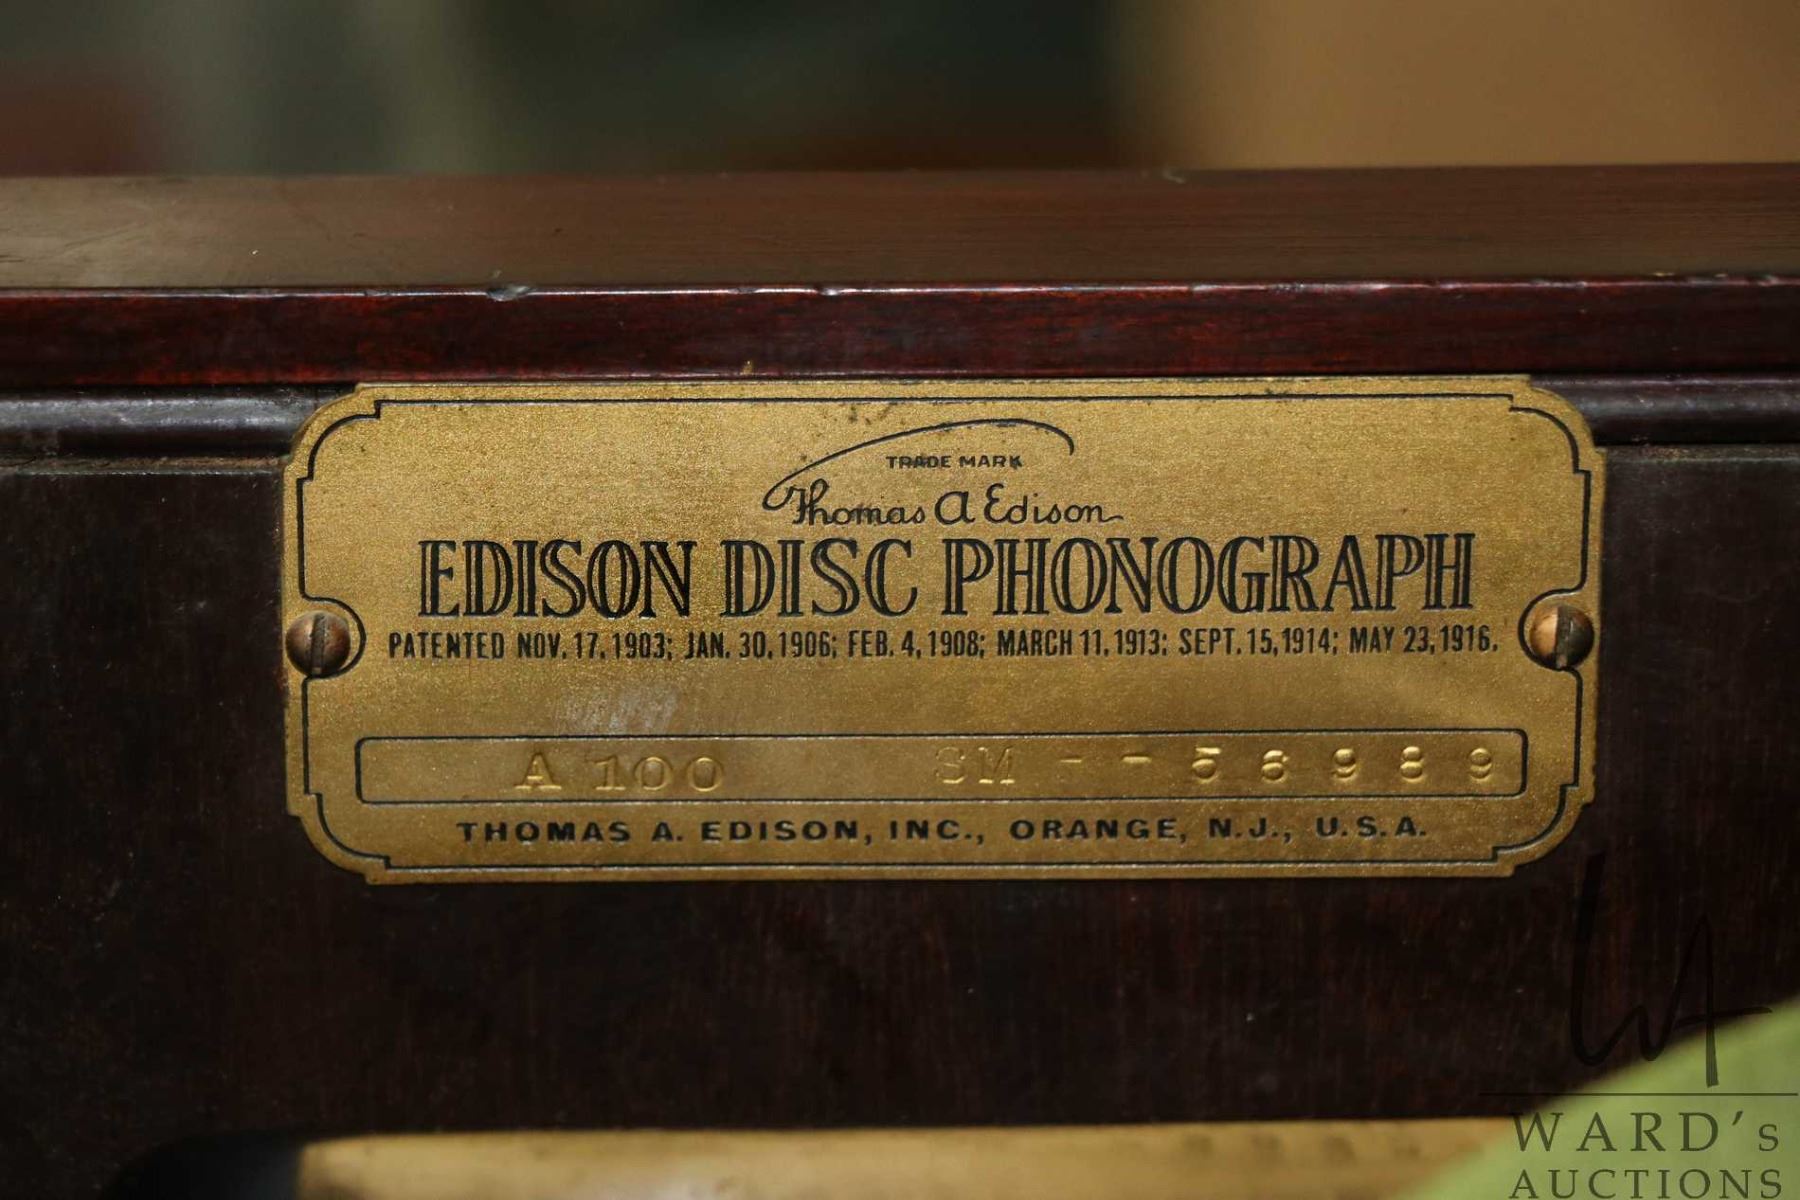 TRADE MARK
Thomas A Edison
EDISON DISC PHONOGRAPH
PATENTED NOV. 17, 1903; JAN. 30, 1906; FEB. 4, 1908; MARCH 11, 1913; SEPT. 15, 1914; MAY 23, 1916.
A 100 SM - - 56989
THOMAS A. EDISON, INC., ORANGE, N.J., U.S.A.
WA
WARD's
AUCTIONS